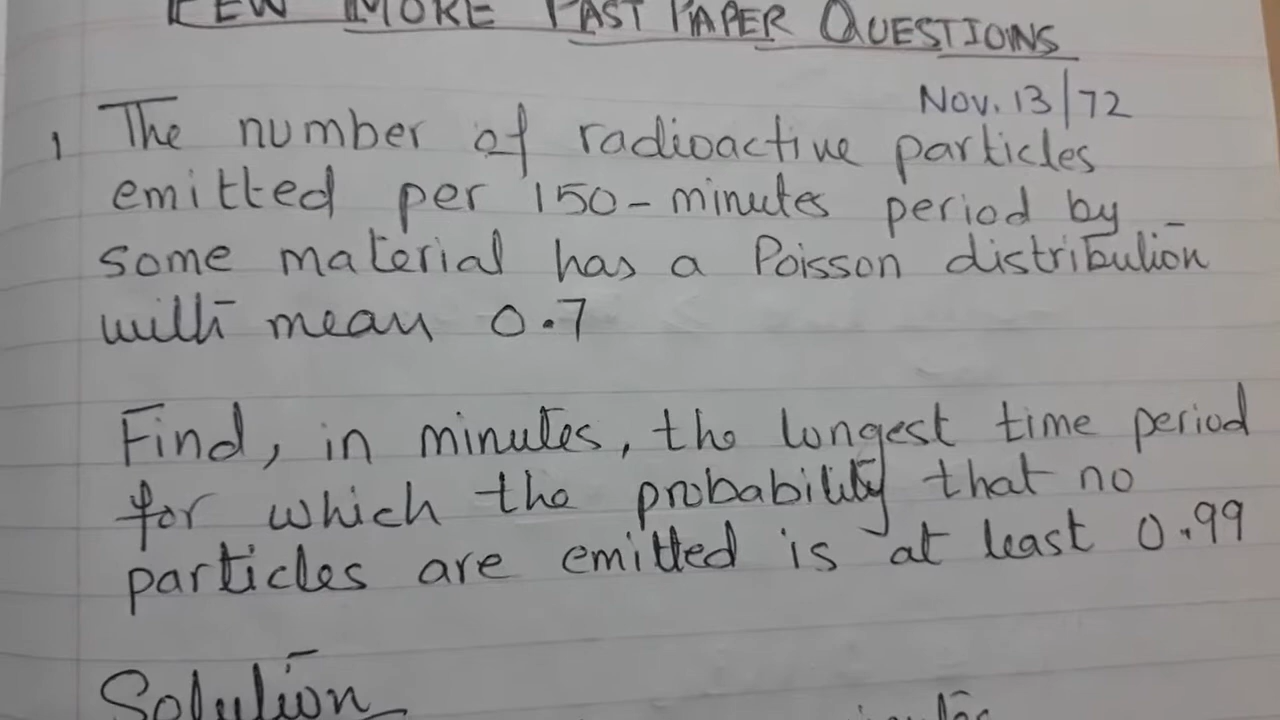 FEW MORE PAST PAPER QUESTIONS
Nov. 13/72
1 The number of radioactive particles
emitted per 150-minutes period by
some material has a Poisson distribution
with mean 0.7
Find, in minutes, the longest time period
for which the probability that no
particles are emitted is at least 0.99
Solution